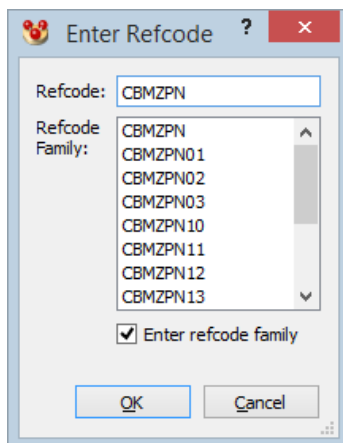 Enter Refcode ? ×
Refcode: CBMZPN
Refcode Family:
CBMZPN
CBMZPN01
CBMZPN02
CBMZPN03
CBMZPN10
CBMZPN11
CBMZPN12
CBMZPN13
Enter refcode family
OK Cancel